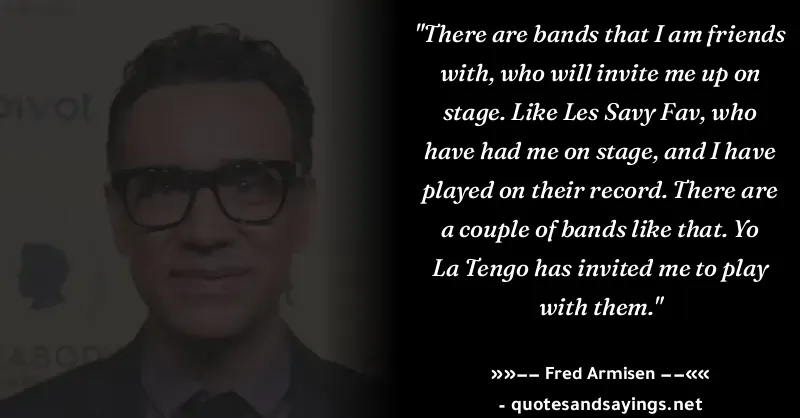 "There are bands that I am friends
with, who will invite me up on
stage. Like Les Savy Fav, who
have had me on stage, and I have
played on their record. There are
a couple of bands like that. Yo
La Tengo has invited me to play
with them."
»»−− Fred Armisen −−««
- quotesandsayings.net
pivot
ABOD